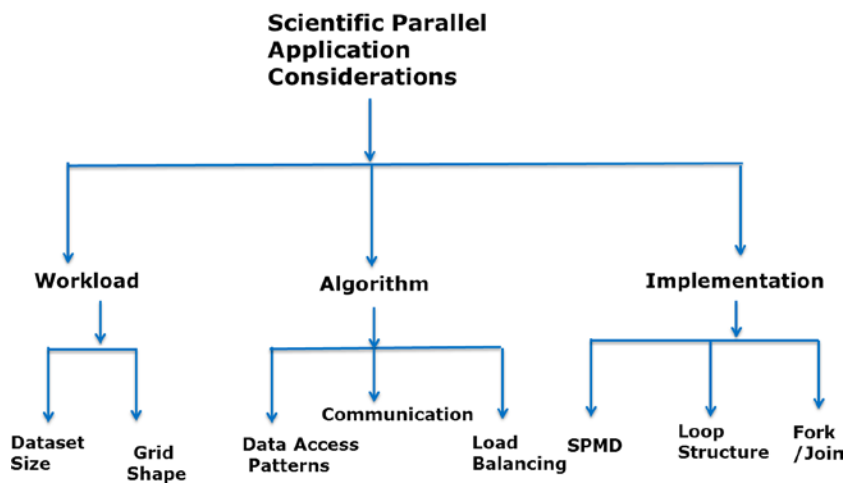 Scientific Parallel
Application
Considerations
Workload
Algorithm
Implementation
Dataset
Size
Grid
Shape
Data Access
Patterns
Communication
Load
Balancing
SPMD
Loop
Structure
Fork
/Join